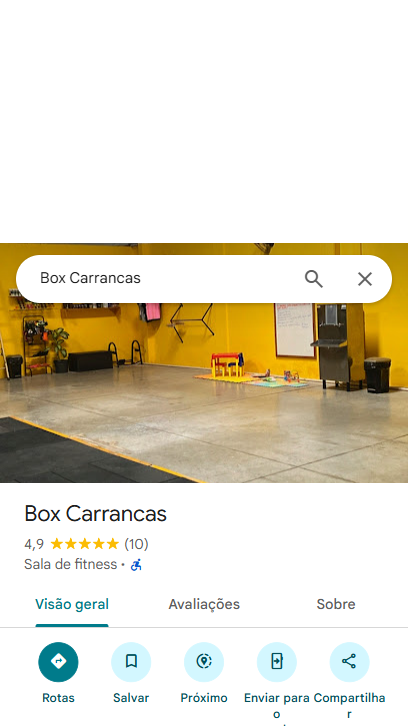 Box Carrancas
Box Carrancas
4,9 (10)
Sala de fitness ·
Visão geral Avaliações Sobre
Rotas Salvar Próximo Enviar para o Compartilhar